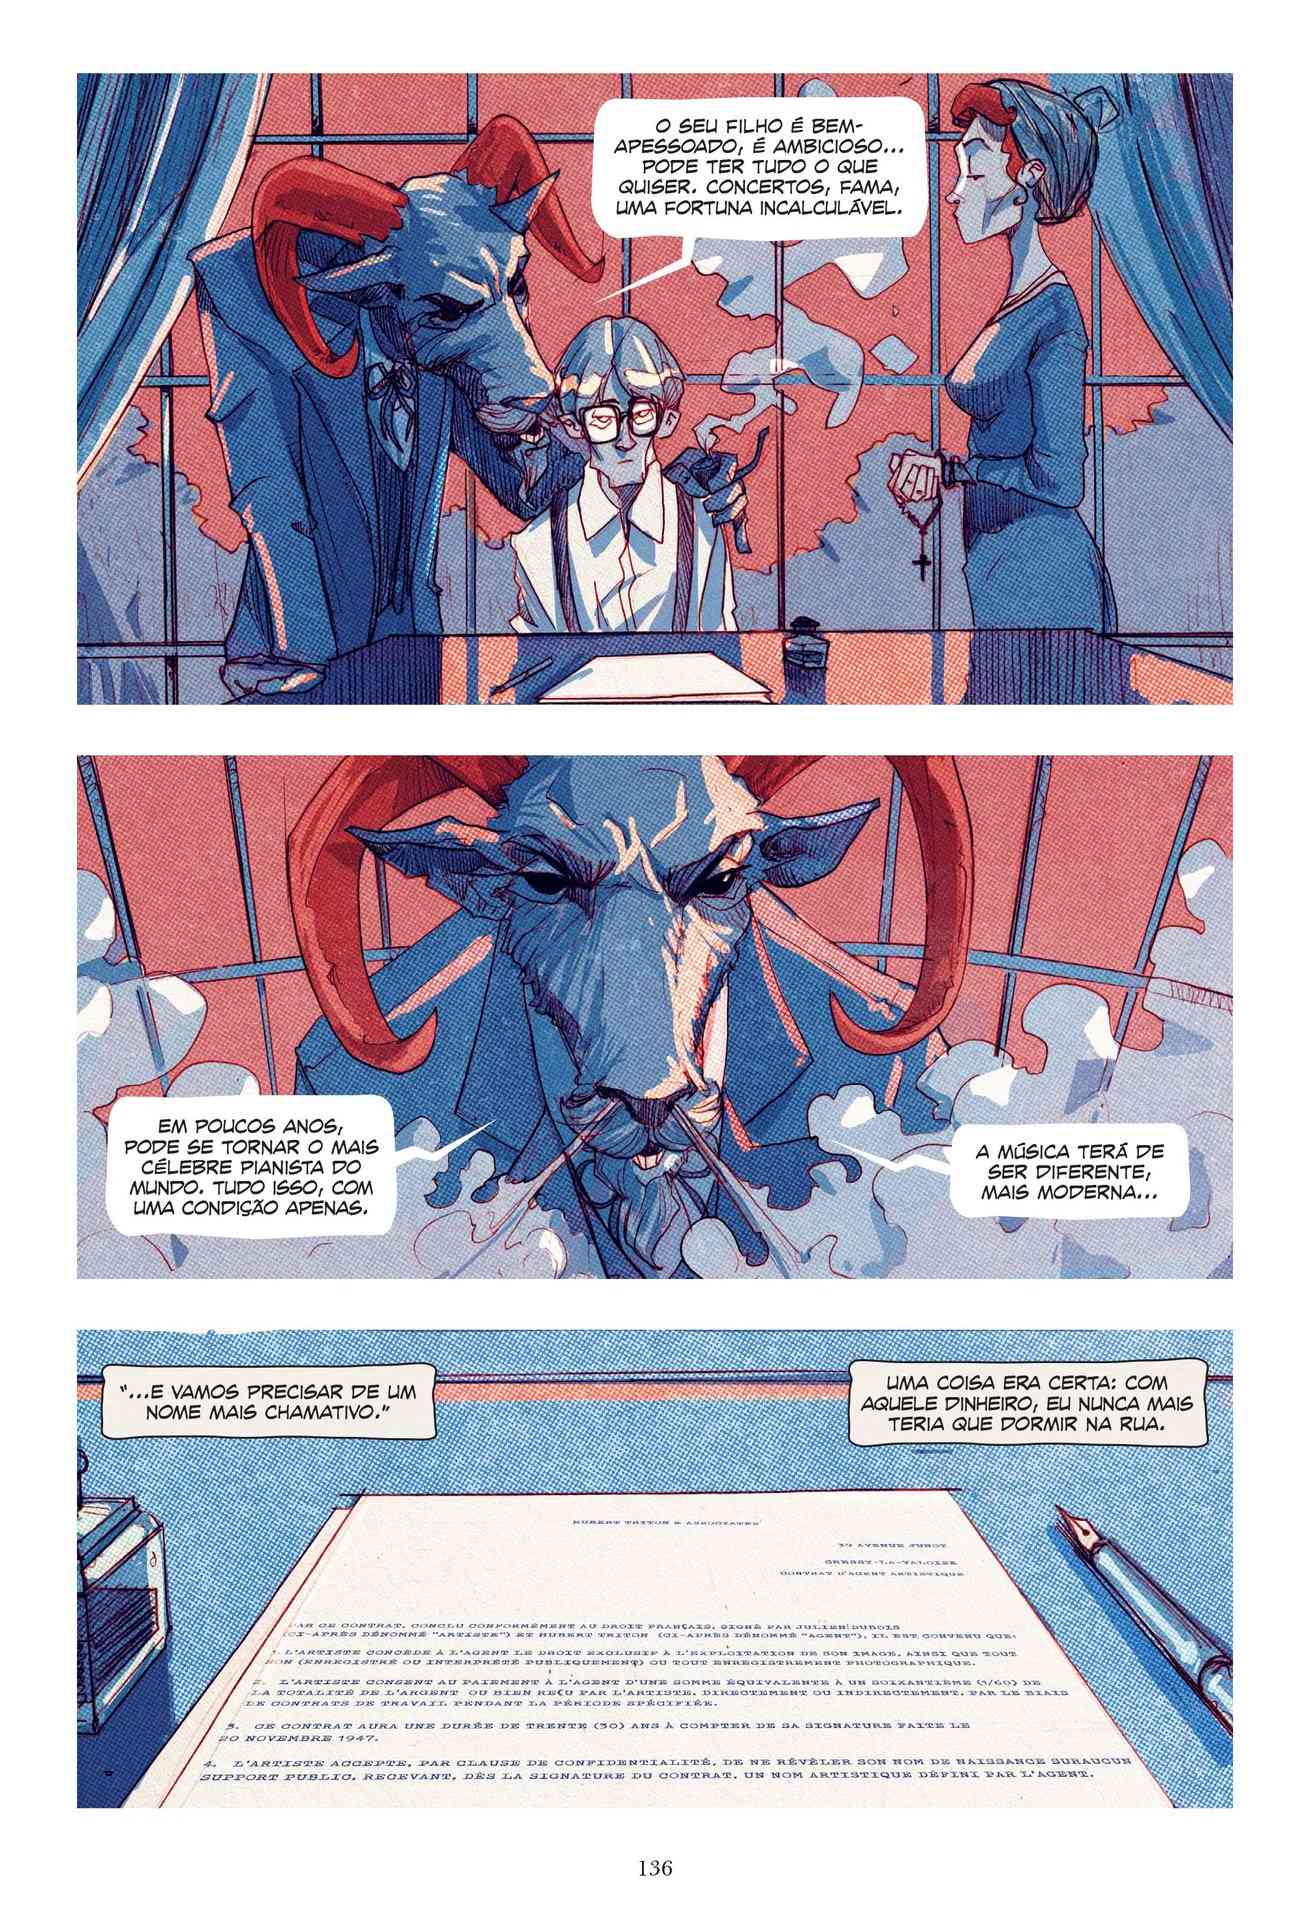 O SEU FILHO É BEM-
APESSOADO, É AMBICIOSO...
PODE TER TUDO O QUE
QUISER. CONCERTOS, FAMA,
UMA FORTUNA INCALCULÁVEL.
EM POUCOS ANOS,
PODE SE TORNAR O MAIS
CÉLEBRE PIANISTA DO
MUNDO. TUDO ISSO, COM
UMA CONDIÇÃO APENAS.
A MÚSICA TERÁ DE
SER DIFERENTE,
MAIS MODERNA...
"...E VAMOS PRECISAR DE UM
NOME MAIS CHAMATIVO."
UMA COISA ERA CERTA: COM
AQUELE DINHEIRO, EU NUNCA MAIS
TERIA QUE DORMIR NA RUA.
HUBERT TRITON & ASSOCIATES
39 AVENUE JUNOT
GRESSY-LA-VALOISE
CONTRAT D'AGENT ARTISTIQUE
PAR CE CONTRAT, CONCLU CONFORMÉMENT AU DROIT FRANÇAIS, SIGNÉ PAR JULIEN DUBOIS
(CI-APRÈS DÉNOMMÉ "ARTISTE") ET HUBERT TRITON (CI-APRÈS DÉNOMMÉ "AGENT"), IL EST CONVENU QUE:
L'ARTISTE CONCÈDE À L'AGENT LE DROIT EXCLUSIF À L'EXPLOITATION DE SON IMAGE, AINSI QUE TOUT
SON (ENREGISTRÉ OU INTERPRÉTÉ PUBLIQUEMENT) OU TOUT ENREGISTREMENT PHOTOGRAPHIQUE.
2. L'ARTISTE CONSENT AU PAIEMENT À L'AGENT D'UNE SOMME ÉQUIVALENTE À UN SOIXANTIÈME (1/60) DE
LA TOTALITÉ DE L'ARGENT OU BIEN REÇU PAR L'ARTISTE, DIRECTEMENT OU INDIRECTEMENT, PAR LE BIAIS
DE CONTRATS DE TRAVAIL PENDANT LA PÉRIODE SPÉCIFIÉE.
3. CE CONTRAT AURA UNE DURÉE DE TRENTE (30) ANS À COMPTER DE SA SIGNATURE FAITE LE
20 NOVEMBRE 1947.
4. L'ARTISTE ACCEPTE, PAR CLAUSE DE CONFIDENTIALITÉ, DE NE RÉVÉLER SON NOM DE NAISSANCE SURAUCUN
SUPPORT PUBLIC, RECEVANT, DÈS LA SIGNATURE DU CONTRAT, UN NOM ARTISTIQUE DÉFINI PAR L'AGENT.
136